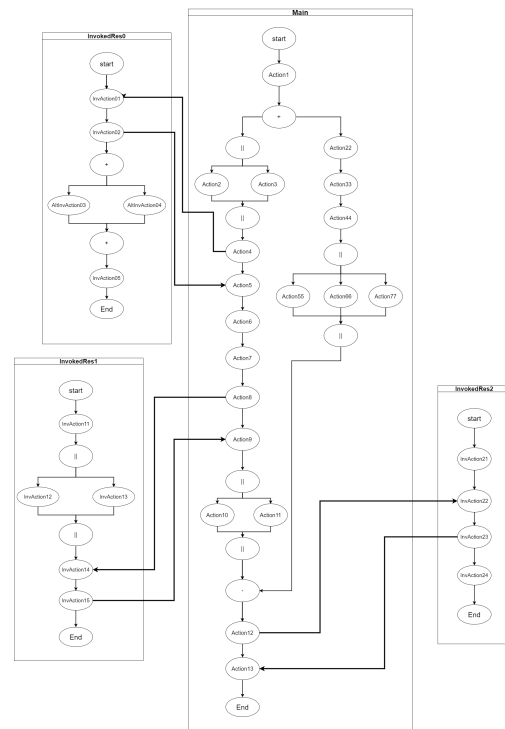 Main
start
Action1
+
||
Action2
Action3
||
Action4
Action5
Action6
Action7
Action8
Action9
||
Action10
Action11
||
-
Action12
Action13
End
Action22
Action33
Action44
||
Action55
Action66
Action77
||
InvokedRes0
start
InvAction01
InvAction02
+
AltInvAction03
AltInvAction04
+
InvAction05
End
InvokedRes1
start
InvAction11
||
InvAction12
InvAction13
||
InvAction14
InvAction15
End
InvokedRes2
start
InvAction21
InvAction22
InvAction23
InvAction24
End